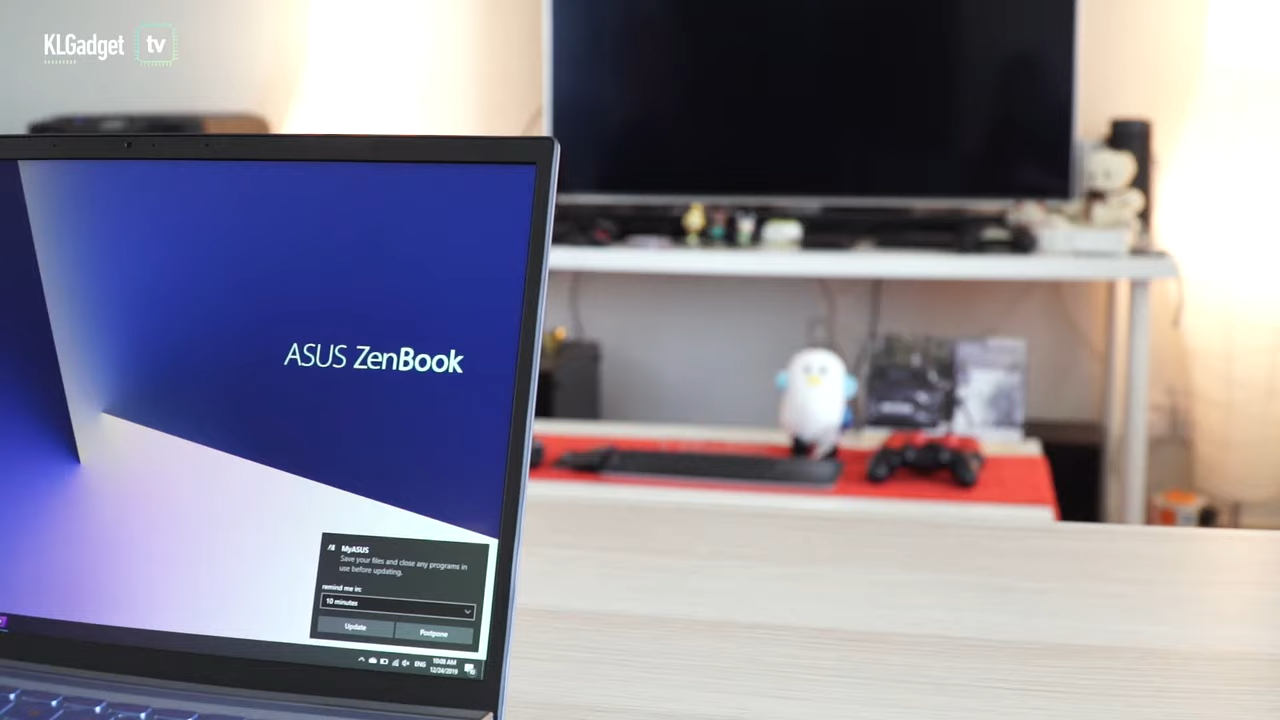 KLGadget tv
ASUS ZenBook
MyASUS
Save your files and close any programs in
use before updating.
remind me in:
10 minutes
Update
Postpone
ENG
10:08 AM
12/24/2019